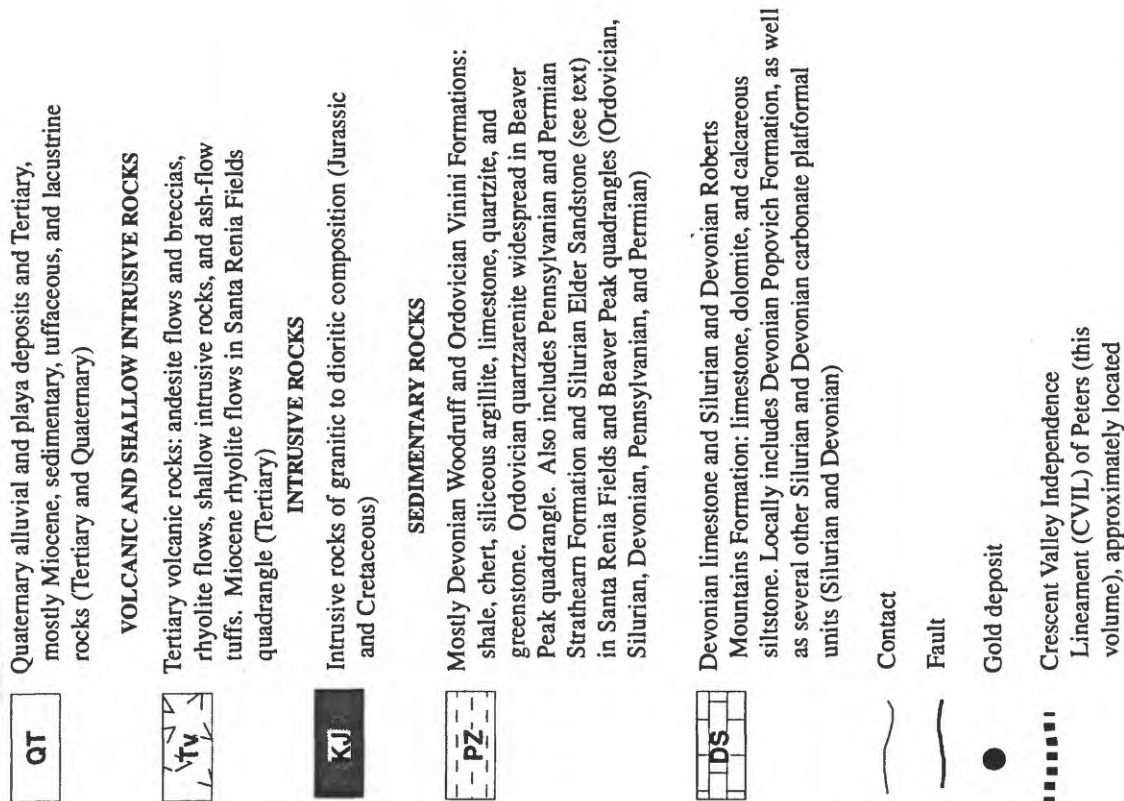 QT
Quaternary alluvial and playa deposits and Tertiary,
mostly Miocene, sedimentary, tuffaceous, and lacustrine
rocks (Tertiary and Quaternary)
VOLCANIC AND SHALLOW INTRUSIVE ROCKS
Tv
Tertiary volcanic rocks: andesite flows and breccias,
rhyolite flows, shallow intrusive rocks, and ash-flow
tuffs. Miocene rhyolite flows in Santa Renia Fields
quadrangle (Tertiary)
INTRUSIVE ROCKS
KJ
Intrusive rocks of granitic to dioritic composition (Jurassic
and Cretaceous)
SEDIMENTARY ROCKS
PZ
Mostly Devonian Woodruff and Ordovician Vinini Formations:
shale, chert, siliceous argillite, limestone, quartzite, and
greenstone. Ordovician quartzarenite widespread in Beaver
Peak quadrangle. Also includes Pennsylvanian and Permian
Strathearn Formation and Silurian Elder Sandstone (see text)
in Santa Renia Fields and Beaver Peak quadrangles (Ordovician,
Silurian, Devonian, Pennsylvanian, and Permian)
DS
Devonian limestone and Silurian and Devonian Roberts
Mountains Formation: limestone, dolomite, and calcareous
siltstone. Locally includes Devonian Popovich Formation, as well
as several other Silurian and Devonian carbonate platformal
units (Silurian and Devonian)
Contact
Fault
Gold deposit
Crescent Valley Independence
Lineament (CVIL) of Peters (this
volume), approximately located